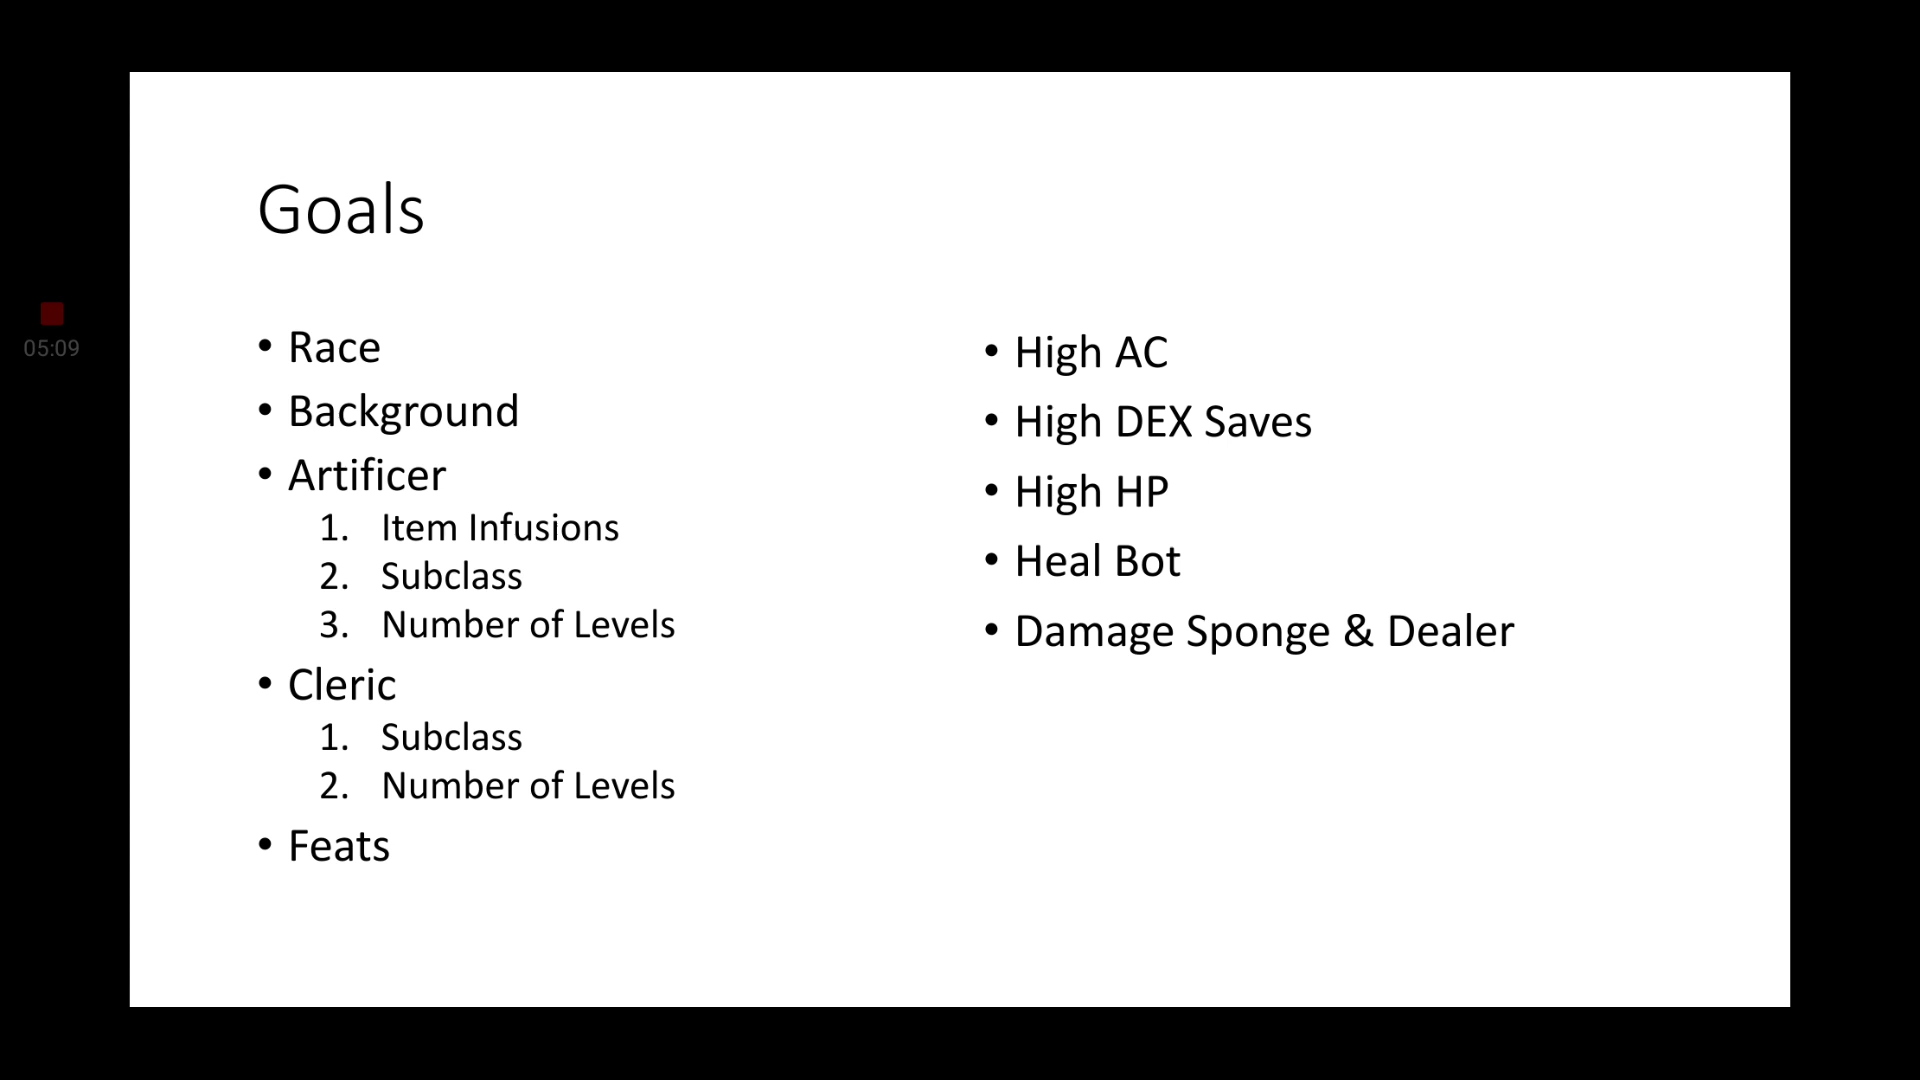 Goals
05:09
• Race
• Background
• Artificer
1. Item Infusions
2. Subclass
3. Number of Levels
• Cleric
1. Subclass
2. Number of Levels
• Feats
• High AC
• High DEX Saves
• High HP
• Heal Bot
• Damage Sponge & Dealer